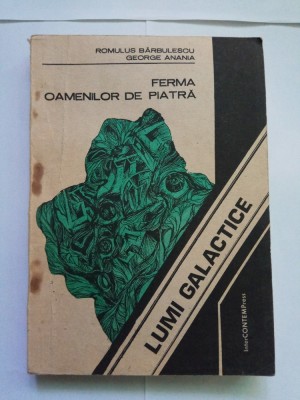 ROMULUS BĂRBULESCU
GEORGE ANANIA
FERMA
OAMENILOR DE PIATRĂ
LUMI GALACTICE
InterCONTEMPress